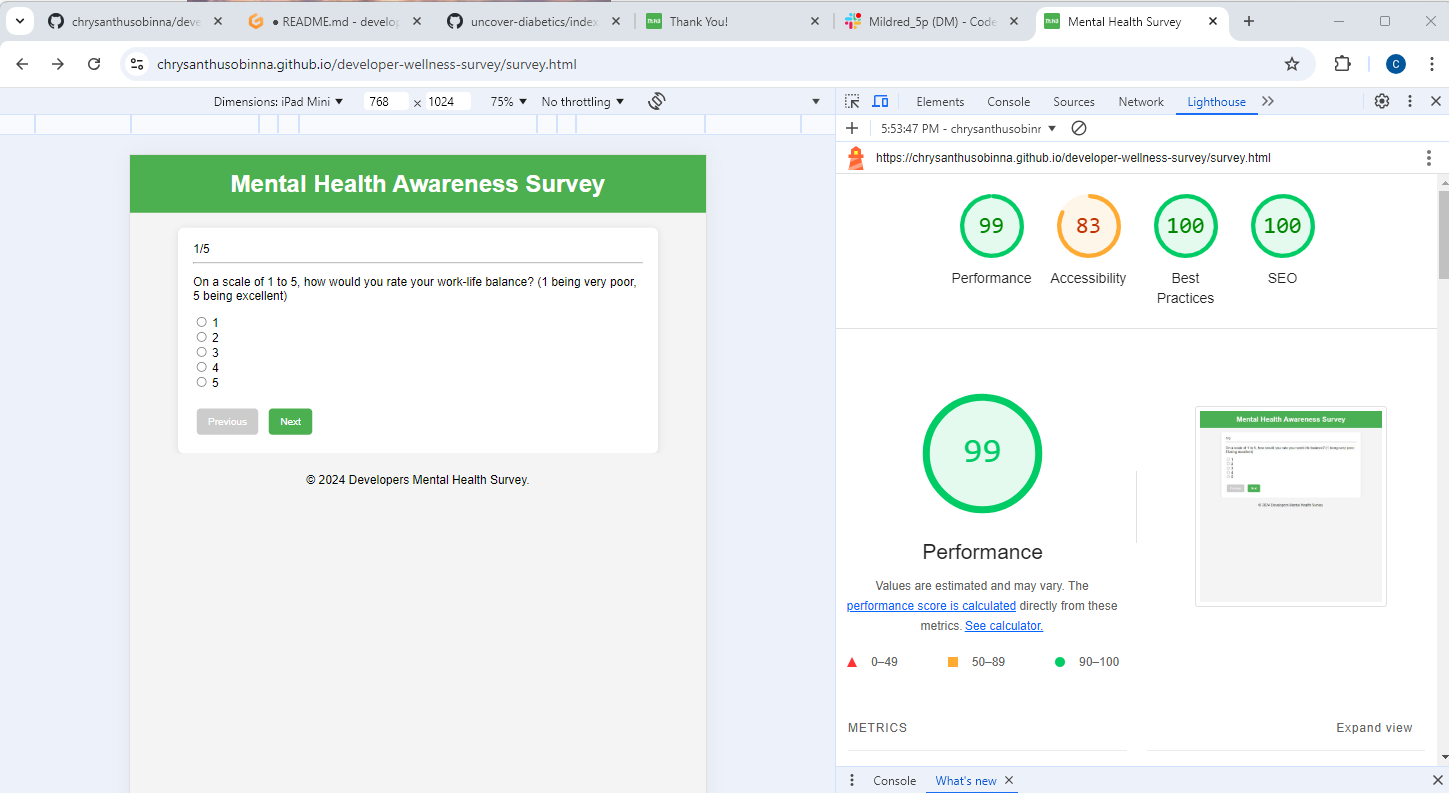 chrysanthusobinna/deve
● README.md - develop
uncover-diabetics/index.
Thank You!
Mildred_5p (DM) - Code
Mental Health Survey
chrysanthusobinna.github.io/developer-wellness-survey/survey.html
C
Dimensions: iPad Mini ▼ 768 × 1024 75% ▼ No throttling ▼
Elements Console Sources Network Lighthouse
5:53:47 PM - chrysanthusobinr ▼
https://chrysanthusobinna.github.io/developer-wellness-survey/survey.html
Mental Health Awareness Survey
1/5
On a scale of 1 to 5, how would you rate your work-life balance? (1 being very poor,
5 being excellent)
1
2
3
4
5
Previous Next
© 2024 Developers Mental Health Survey.
99 83 100 100
Performance Accessibility Best Practices SEO
99
Performance
Values are estimated and may vary. The
performance score is calculated directly from these
metrics. See calculator.
0–49 50–89 90–100
Mental Health Awareness Survey
METRICS Expand view
Console What's new